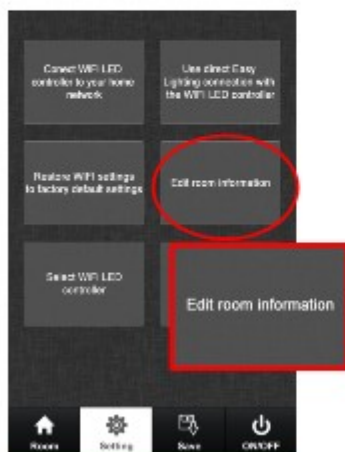 Conect WIFI LED
controller to your home
network
Use direct Easy
Lighting connection with
the WIFI LED controller
Restore WIFI settings
to factory default settings
Edit room information
Select WIFI LED
controller
Edit room information
Room
Setting
Save
ON/OFF